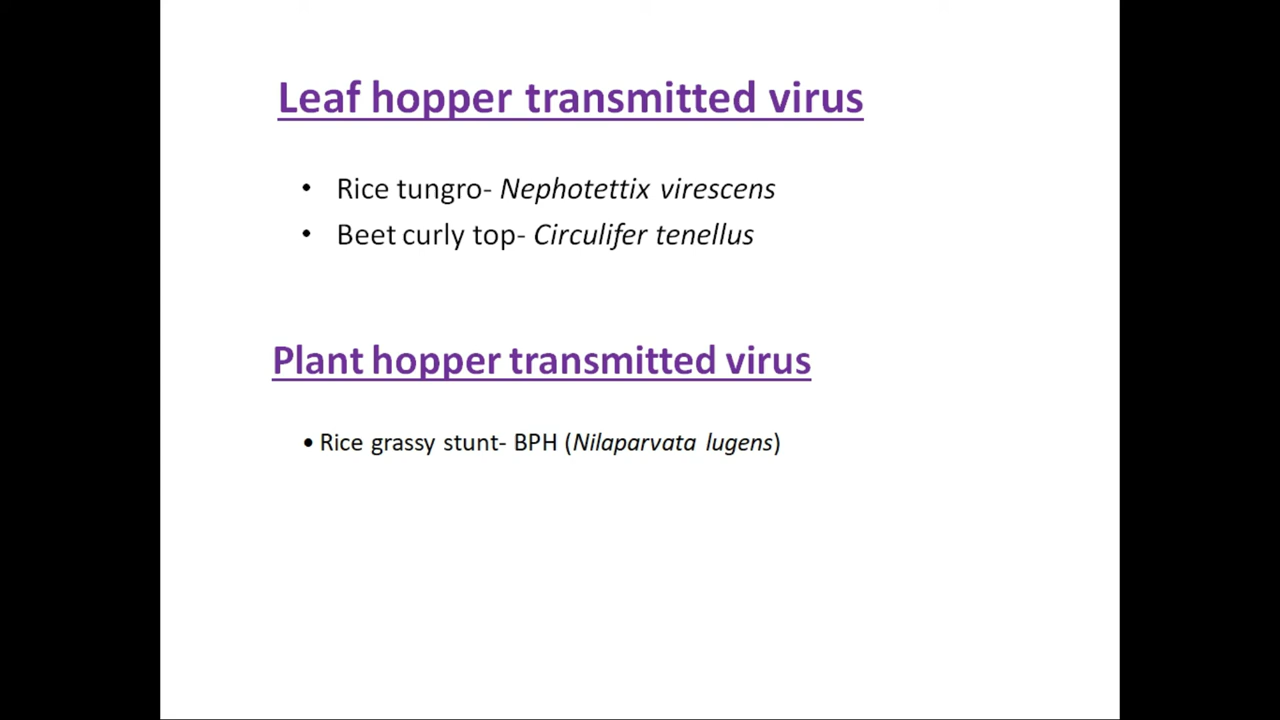 Leaf hopper transmitted virus
• Rice tungro- Nephotettix virescens
• Beet curly top- Circulifer tenellus
Plant hopper transmitted virus
• Rice grassy stunt- BPH (Nilaparvata lugens)